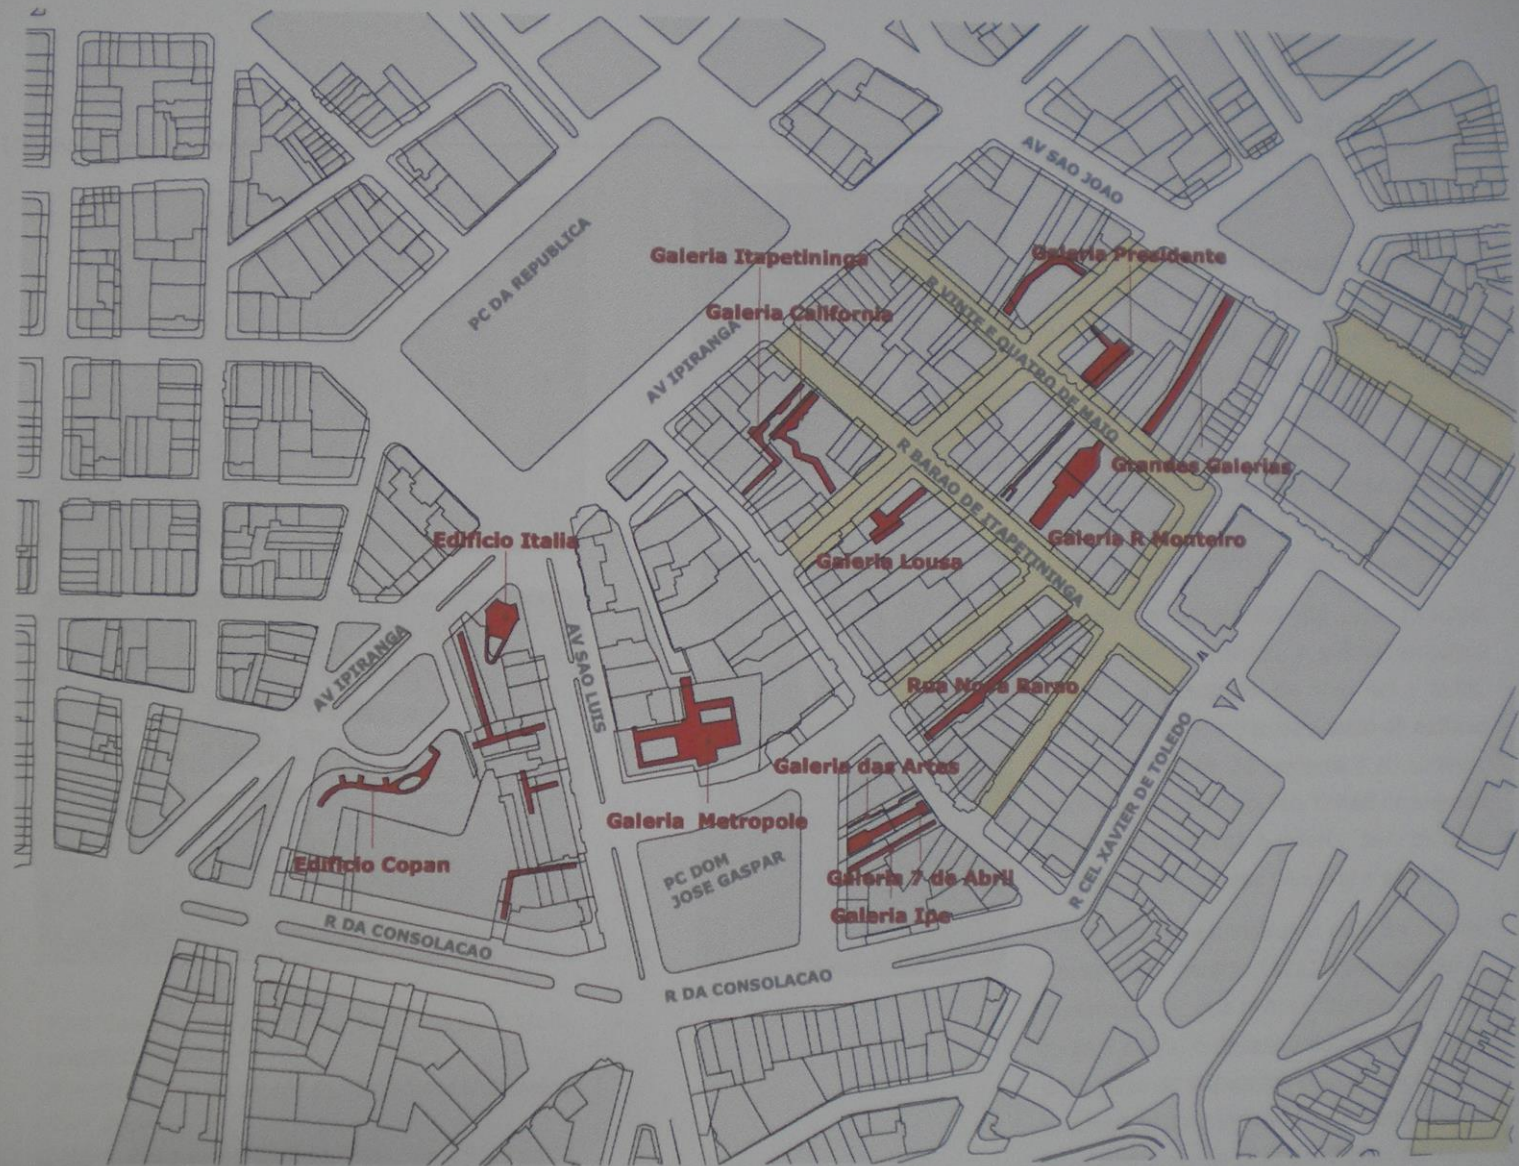 AV SAO JOAO
PC DA REPUBLICA
Galeria Itapetininga
Galeria Presidente
R VINTE E QUATRO DE MAIO
Galeria California
AV IPIRANGA
Grandes Galerias
R BARAO DE ITAPETININGA
Galeria R Monteiro
Edificio Italia
Galeria Lousa
AV IPIRANGA
AV SAO LUIS
Rua Nova Barao
R CEL XAVIER DE TOLEDO
Galeria das Artes
Galeria Metropole
Edificio Copan
PC DOM
JOSE GASPAR
Galeria 7 de Abril
Galeria Ipe
R DA CONSOLACAO
R DA CONSOLACAO